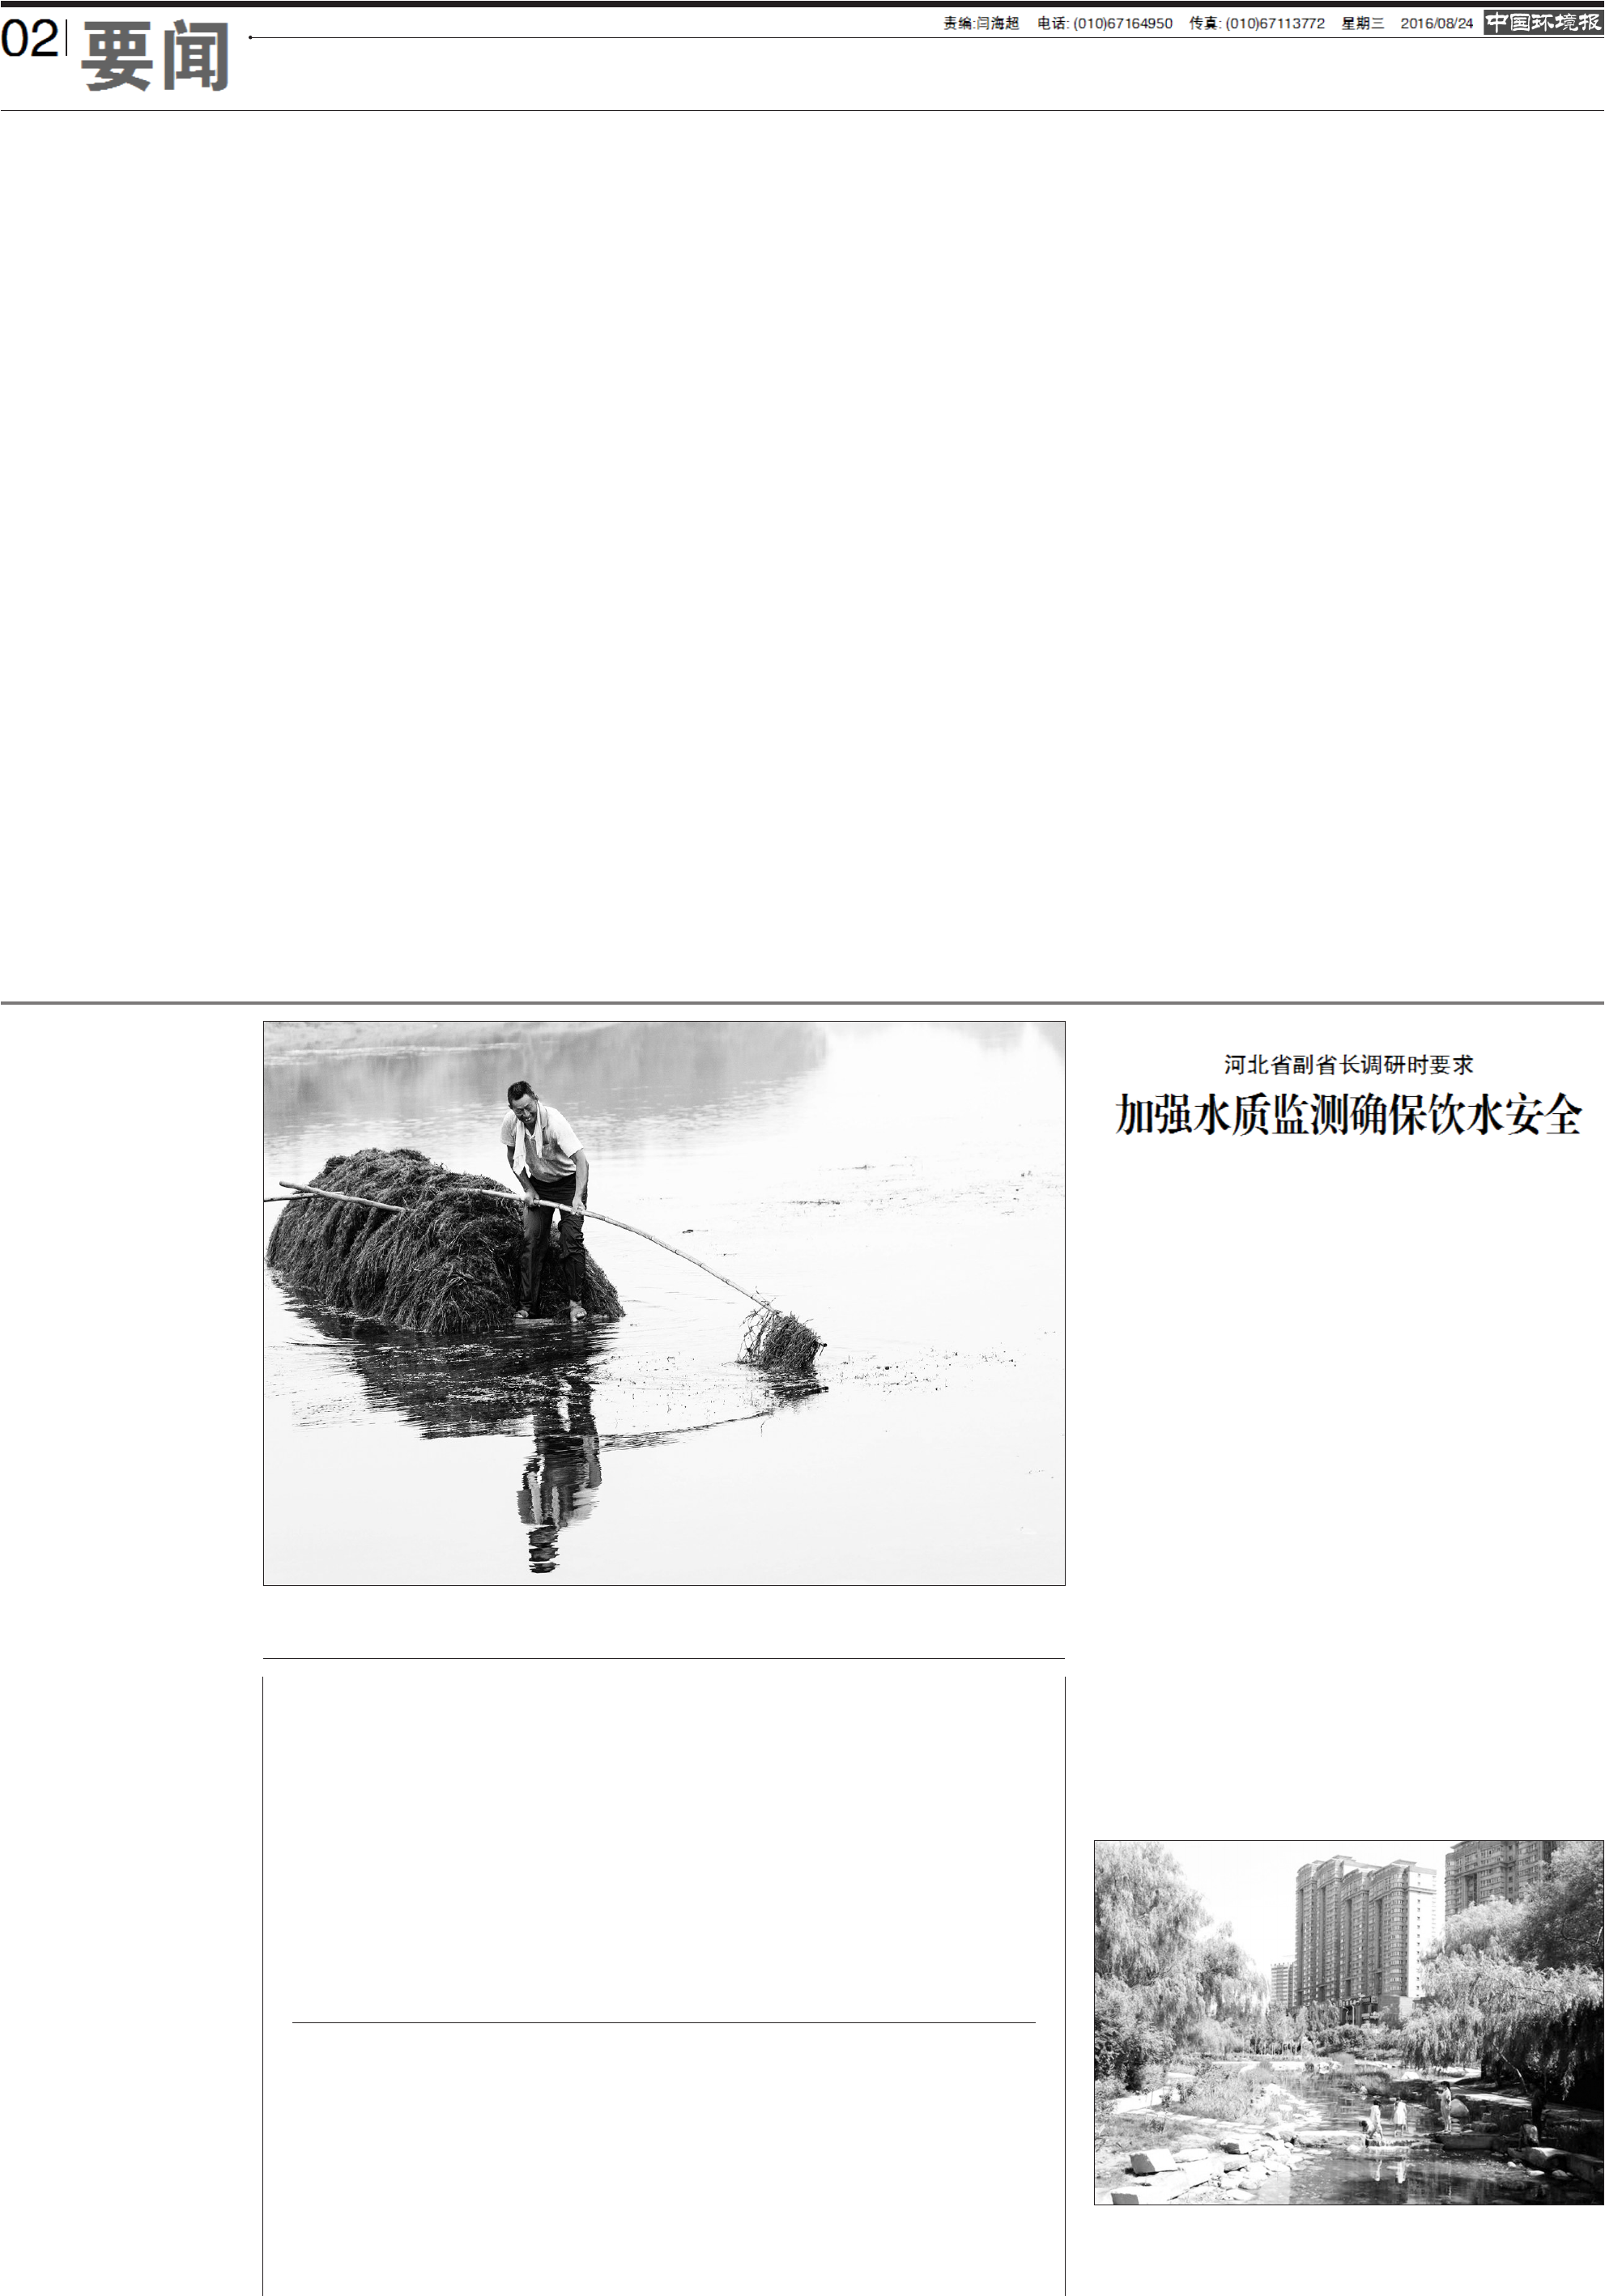 02 要闻
责编:闫海超 电话: (010)67164950 传真: (010)67113772 星期三 2016/08/24 中国环境报
河北省副省长调研时要求
加强水质监测确保饮水安全